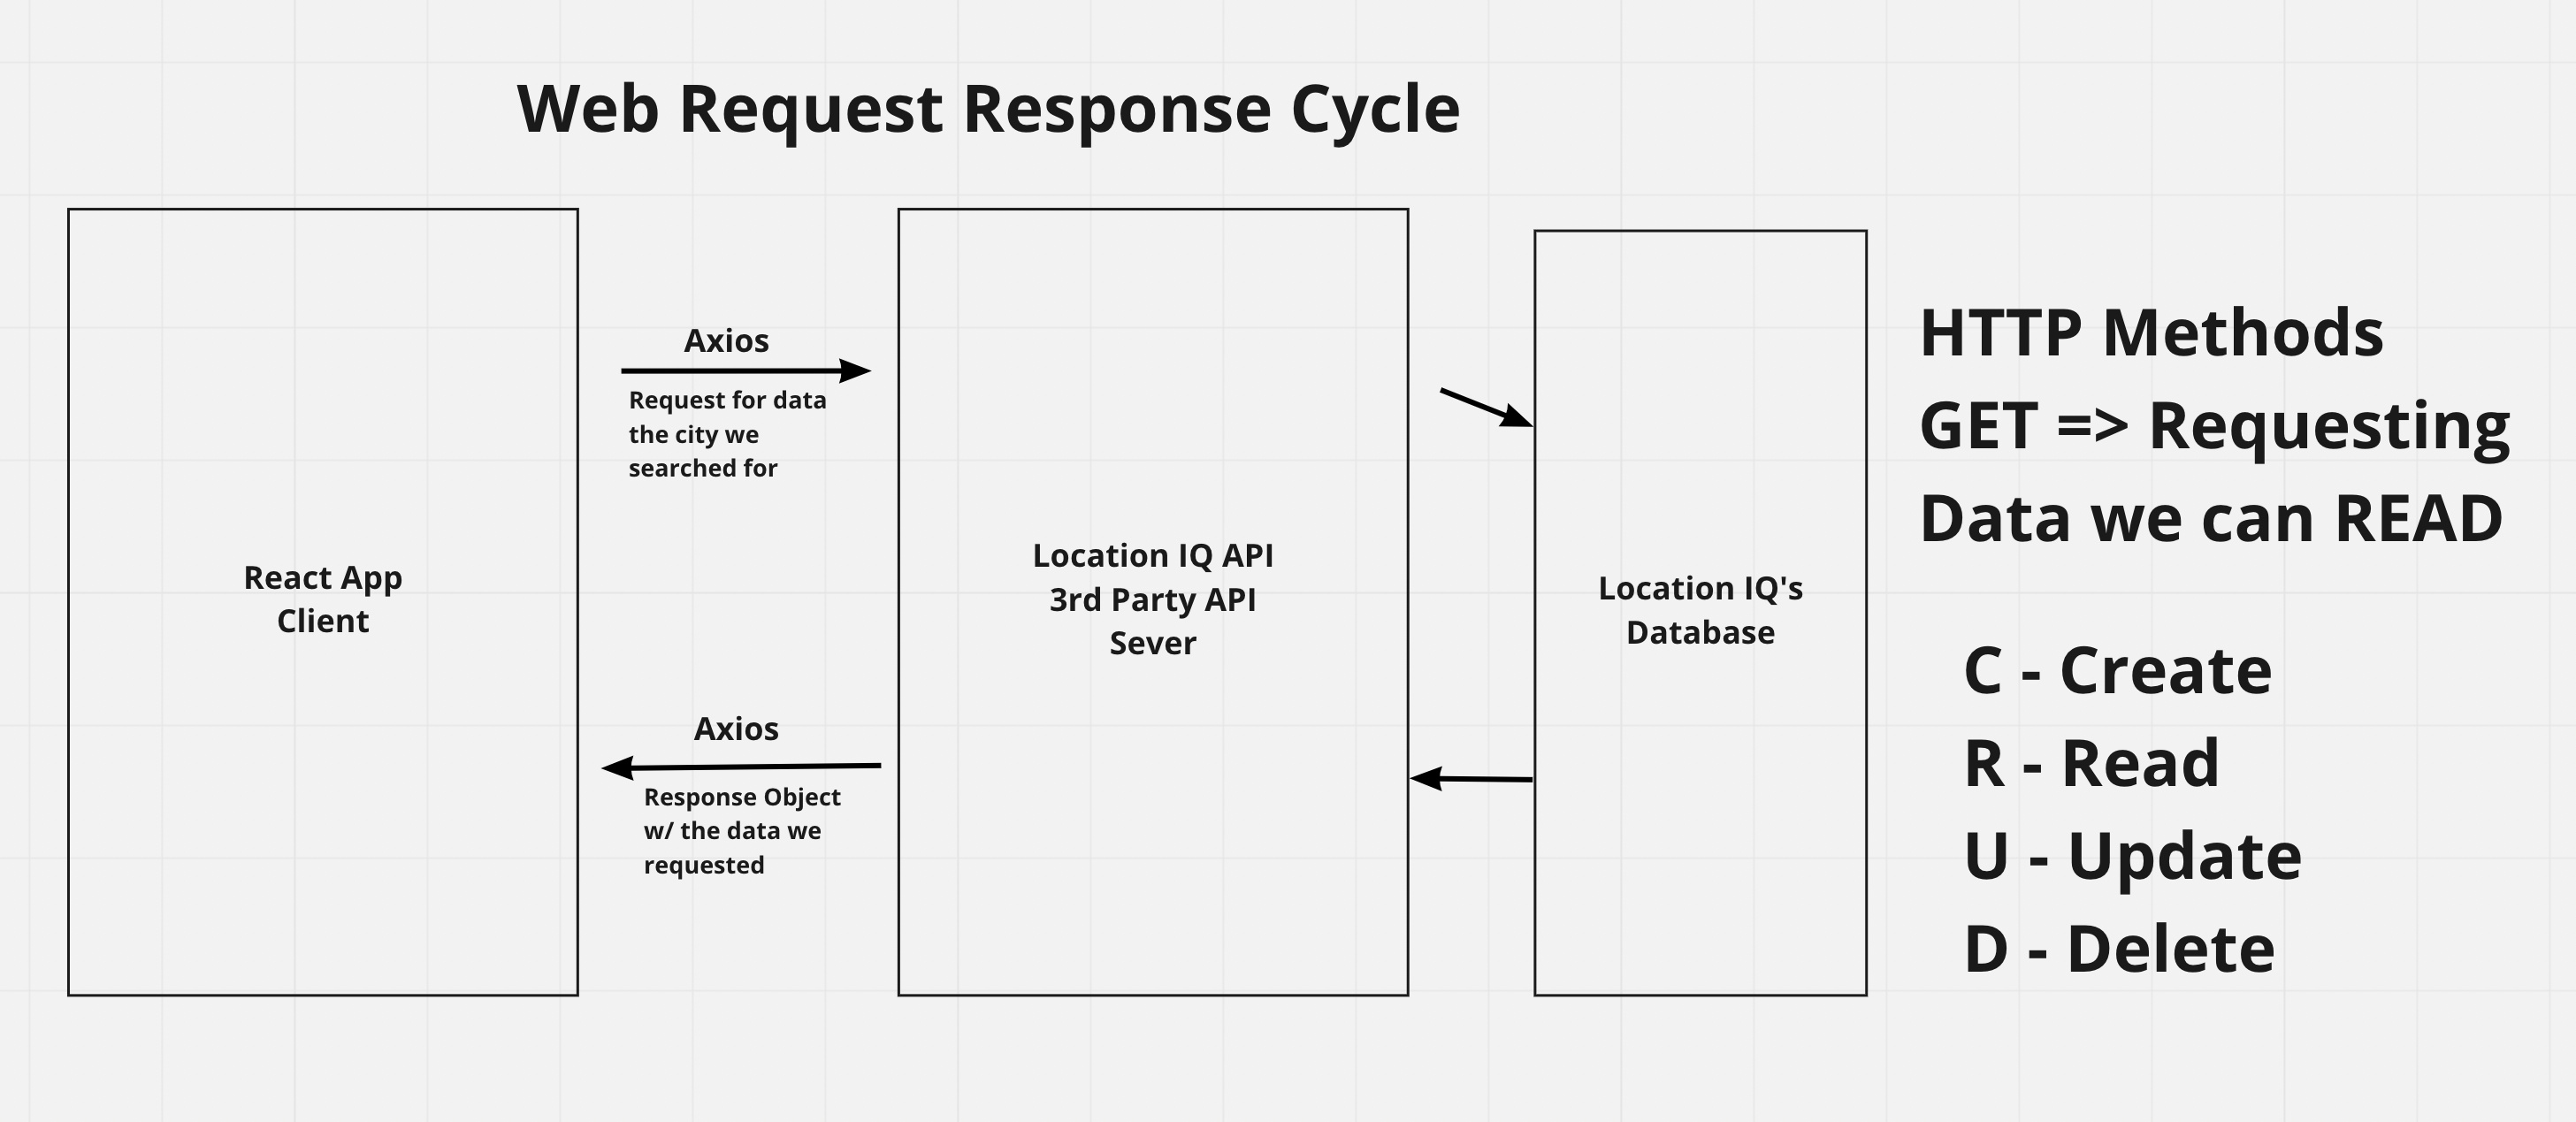 Web Request Response Cycle
React App
Client
Axios
Request for data
the city we
searched for
Axios
Response Object
w/ the data we
requested
Location IQ API
3rd Party API
Sever
Location IQ's
Database
HTTP Methods
GET => Requesting
Data we can READ
C - Create
R - Read
U - Update
D - Delete